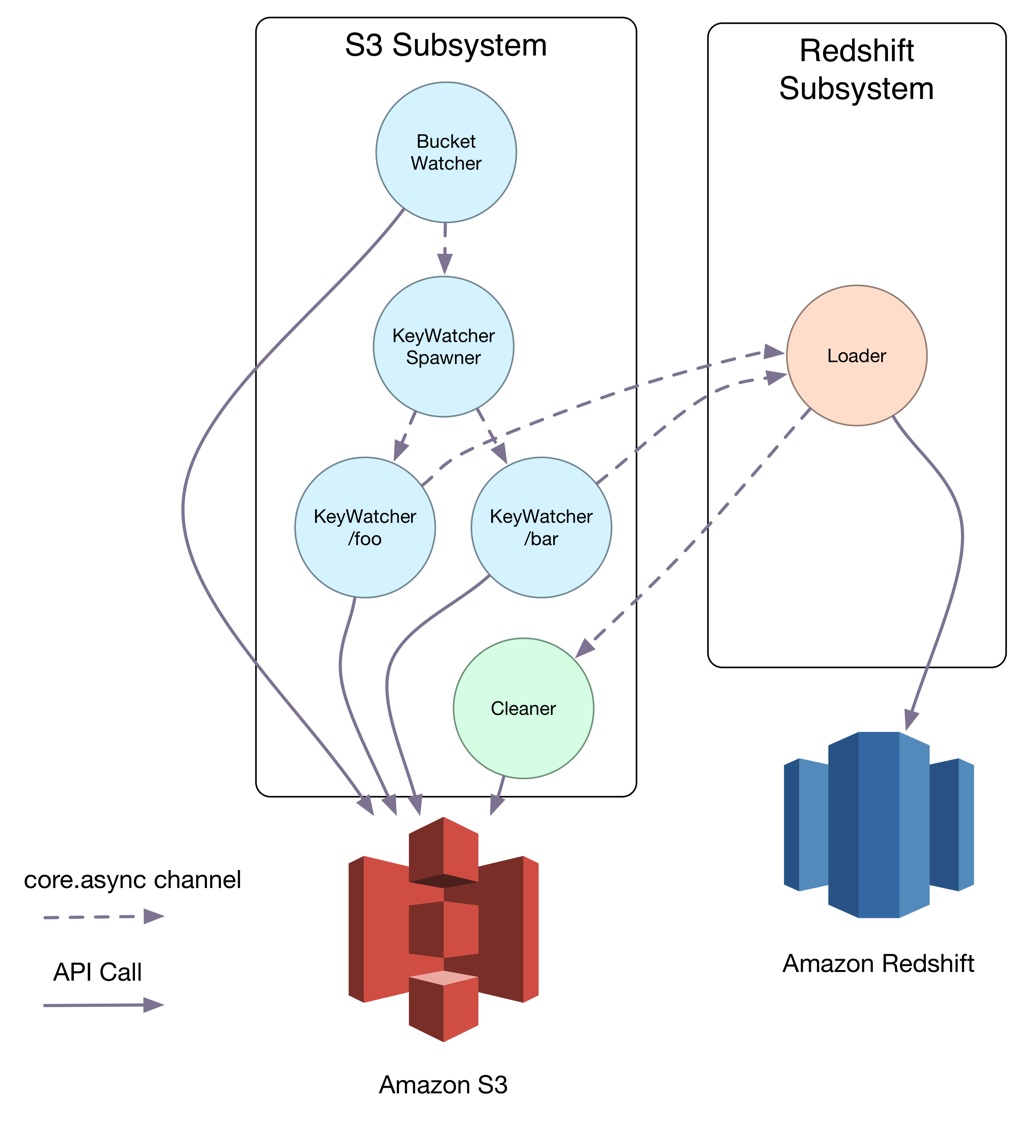 S3 Subsystem
Redshift
Subsystem
Bucket
Watcher
KeyWatcher
Spawner
Loader
KeyWatcher
/foo
KeyWatcher
/bar
Cleaner
core.async channel
API Call
Amazon Redshift
Amazon S3